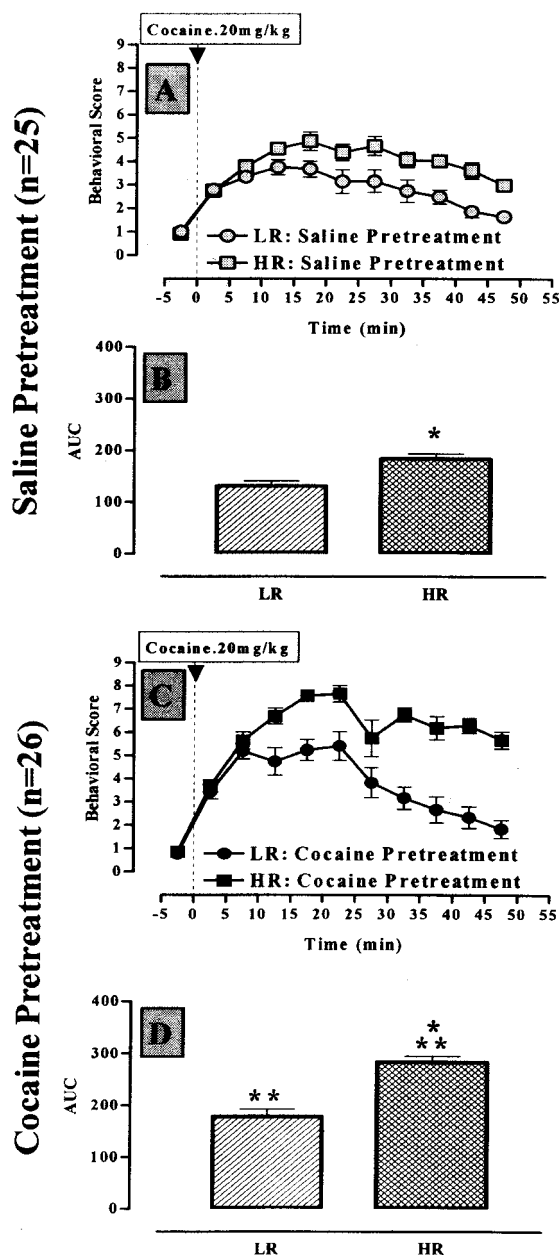 Saline Pretreatment (n=25)
Cocaine.20mg/kg
A
Behavioral Score
9
8
7
6
5
4
3
2
1
0
LR: Saline Pretreatment
HR: Saline Pretreatment
-5 0 5 10 15 20 25 30 35 40 45 50 55
Time (min)
B
AUC
400
300
200
100
0
*
LR HR
Cocaine Pretreatment (n=26)
Cocaine.20mg/kg
C
Behavioral Score
9
8
7
6
5
4
3
2
1
0
LR: Cocaine Pretreatment
HR: Cocaine Pretreatment
-5 0 5 10 15 20 25 30 35 40 45 50 55
Time (min)
D
AUC
400
300
200
100
0
*
** **
LR HR